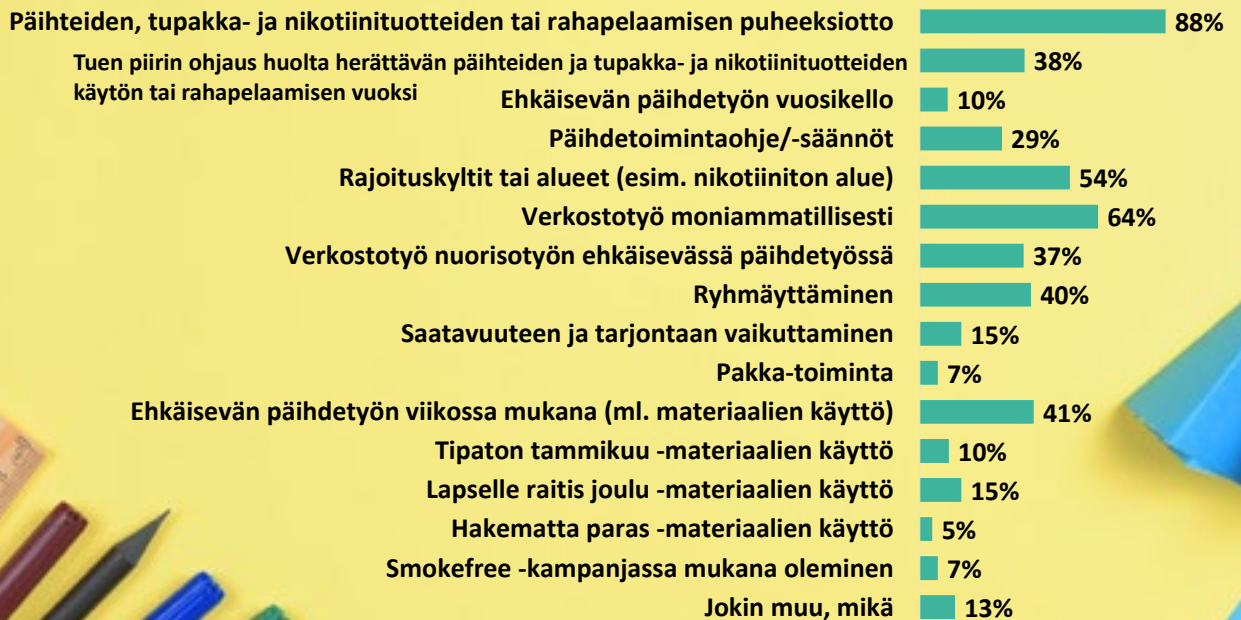 Päihteiden, tupakka- ja nikotiinituotteiden tai rahapelaamisen puheeksiotto 88%
Tuen piirin ohjaus huolta herättävän päihteiden ja tupakka- ja nikotiinituotteiden 38%
käytön tai rahapelaamisen vuoksi
Ehkäisevän päihdetyön vuosikello 10%
Päihdetoimintaohje/-säännöt 29%
Rajoituskyltit tai alueet (esim. nikotiiniton alue) 54%
Verkostotyö moniammatillisesti 64%
Verkostotyö nuorisotyön ehkäisevässä päihdetyössä 37%
Ryhmäyttäminen 40%
Saatavuuteen ja tarjontaan vaikuttaminen 15%
Pakka-toiminta 7%
Ehkäisevän päihdetyön viikossa mukana (ml. materiaalien käyttö) 41%
Tipaton tammikuu -materiaalien käyttö 10%
Lapselle raitis joulu -materiaalien käyttö 15%
Hakematta paras -materiaalien käyttö 5%
Smokefree -kampanjassa mukana oleminen 7%
Jokin muu, mikä 13%